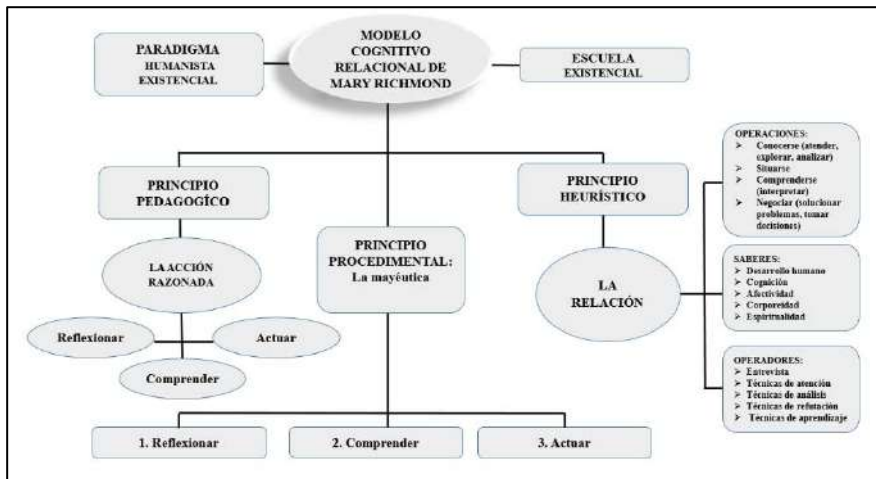 PARADIGMA
HUMANISTA
EXISTENCIAL
MODELO
COGNITIVO
RELACIONAL DE
MARY RICHMOND
ESCUELA
EXISTENCIAL
PRINCIPIO
PEDAGOGÍCO
LA ACCIÓN
RAZONADA
Reflexionar
Actuar
Comprender
PRINCIPIO
PROCEDIMENTAL:
La mayéutica
1. Reflexionar
2. Comprender
3. Actuar
PRINCIPIO
HEURÍSTICO
LA
RELACIÓN
OPERACIONES:
➢ Conocerse (atender,
explorar, analizar)
➢ Situarse
➢ Comprenderse
(interpretar)
➢ Negociar (solucionar
problemas, tomar
decisiones)
SABERES:
➢ Desarrollo humano
➢ Cognición
➢ Afectividad
➢ Corporeidad
➢ Espiritualidad
OPERADORES:
➢ Entrevista
➢ Técnicas de atención
➢ Técnicas de análisis
➢ Técnicas de refutación
➢ Técnicas de aprendizaje